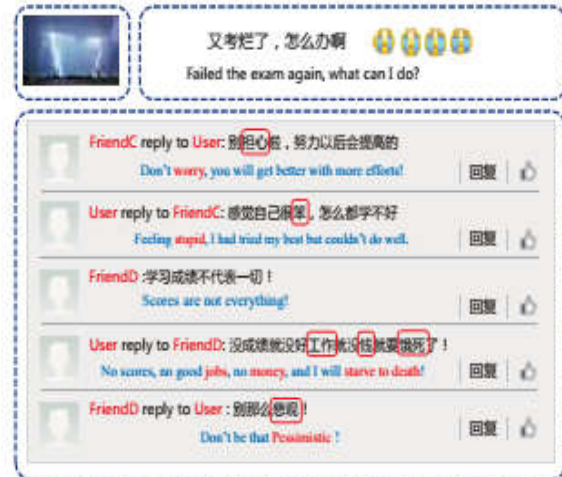 又考烂了，怎么办啊
Failed the exam again, what can I do?
FriendC reply to User: 别担心啦，努力以后会提高的
Don't worry, you will get better with more efforts!
回复
User reply to FriendC: 感觉自己很笨，怎么都学不好
Feeling stupid, I had tried my best but couldn't do well.
回复
FriendD :学习成绩不代表一切！
Scores are not everything!
回复
User reply to FriendD: 没成绩就没好工作就没钱就要饿死了！
No scores, no good jobs, no money, and I will starve to death!
回复
FriendD reply to User : 别那么悲观！
Don't be that Pessimistic !
回复